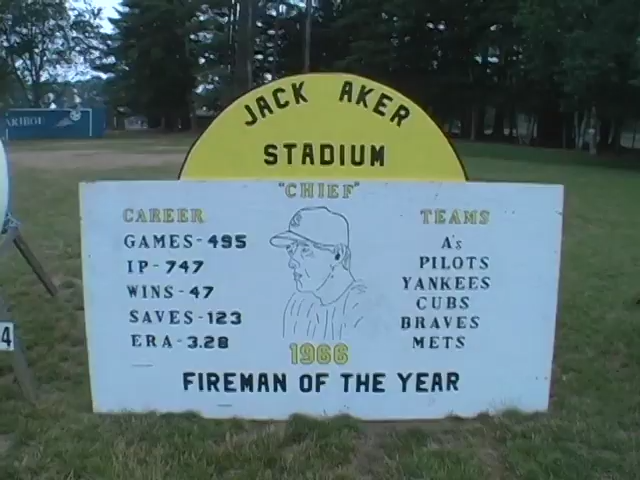 JACK AKER
STADIUM
"CHIEF"
CAREER
GAMES-495
IP-747
WINS-47
SAVES-123
ERA-3.28
TEAMS
A's
PILOTS
YANKEES
CUBS
BRAVES
METS
1966
FIREMAN OF THE YEAR
4